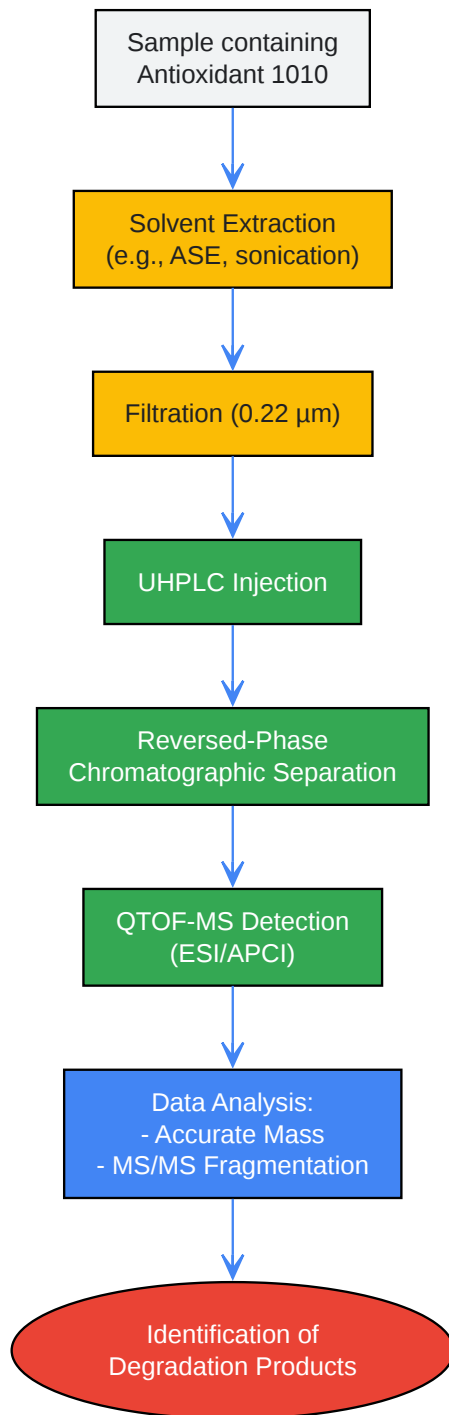 Sample containing
Antioxidant 1010
Solvent Extraction
(e.g., ASE, sonication)
Filtration (0.22 µm)
UHPLC Injection
Reversed-Phase
Chromatographic Separation
QTOF-MS Detection
(ESI/APCI)
Data Analysis:
- Accurate Mass
- MS/MS Fragmentation
Identification of
Degradation Products